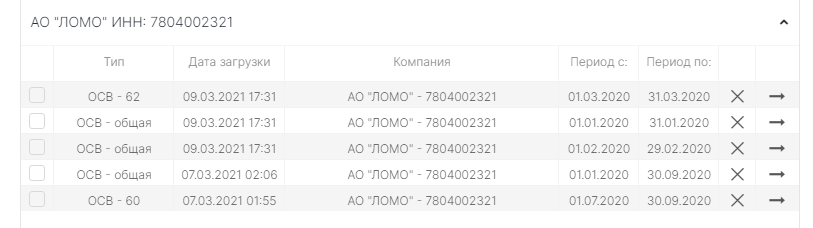 АО "ЛОМО" ИНН: 7804002321
Тип Дата загрузки Компания Период с: Период по:
ОСВ - 62 09.03.2021 17:31 АО "ЛОМО" - 7804002321 01.03.2020 31.03.2020
ОСВ - общая 09.03.2021 17:31 АО "ЛОМО" - 7804002321 01.01.2020 31.01.2020
ОСВ - общая 09.03.2021 17:31 АО "ЛОМО" - 7804002321 01.02.2020 29.02.2020
ОСВ - общая 07.03.2021 02:06 АО "ЛОМО" - 7804002321 01.01.2020 30.09.2020
ОСВ - 60 07.03.2021 01:55 АО "ЛОМО" - 7804002321 01.07.2020 30.09.2020